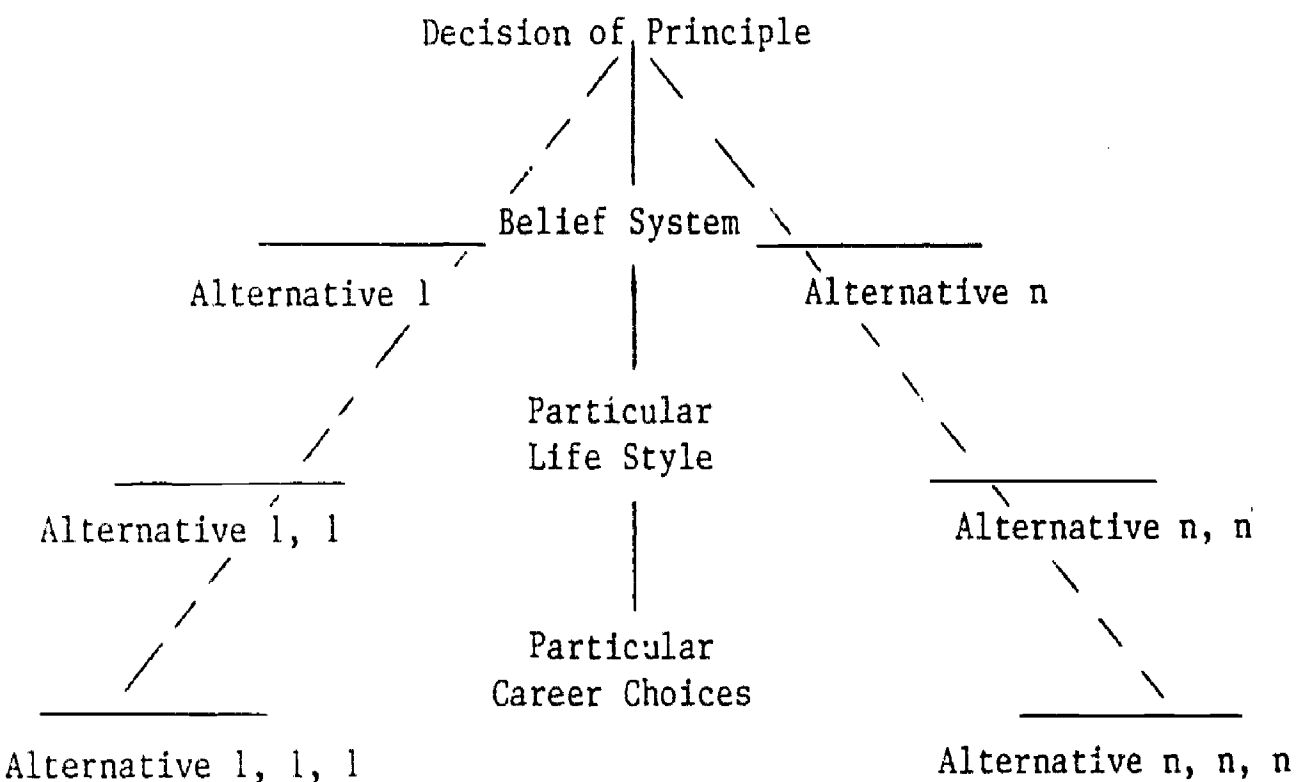 Decision of Principle
Belief System
Alternative 1
Alternative n
Particular
Life Style
Alternative 1, 1
Alternative n, n
Particular
Career Choices
Alternative 1, 1, 1
Alternative n, n, n